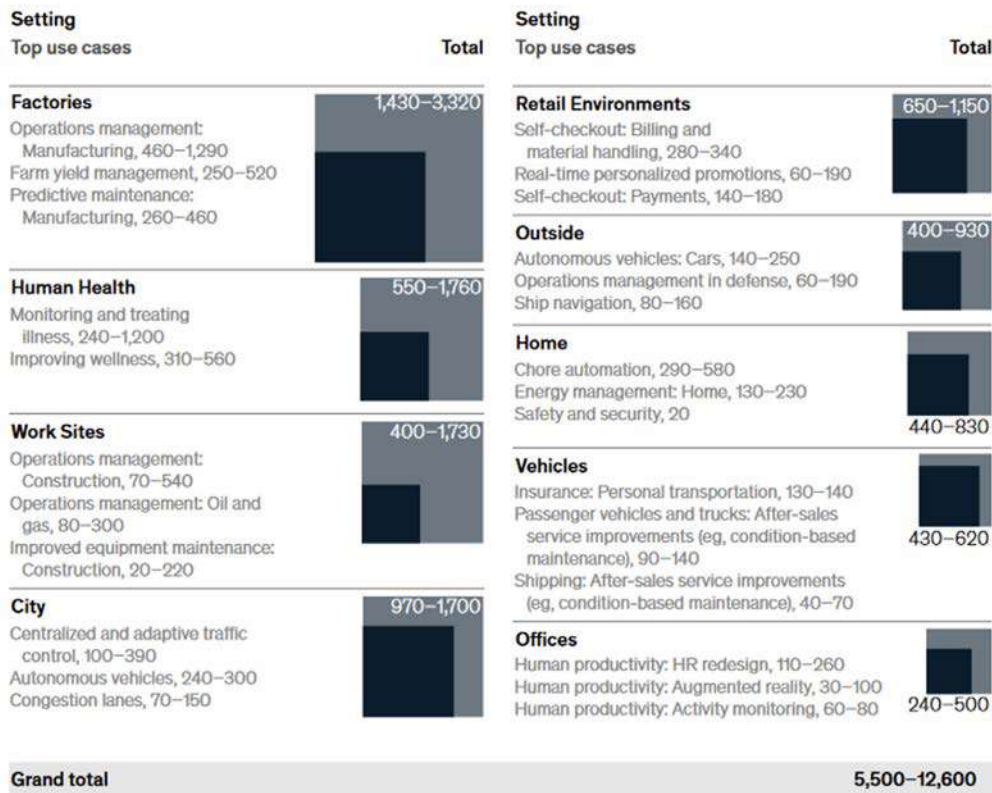 Setting
Top use cases Total
Factories 1,430–3,320
Operations management:
Manufacturing, 460–1,290
Farm yield management, 250–520
Predictive maintenance:
Manufacturing, 260–460
Human Health 550–1,760
Monitoring and treating
illness, 240–1,200
Improving wellness, 310–560
Work Sites 400–1,730
Operations management:
Construction, 70–540
Operations management: Oil and
gas, 80–300
Improved equipment maintenance:
Construction, 20–220
City 970–1,700
Centralized and adaptive traffic
control, 100–390
Autonomous vehicles, 240–300
Congestion lanes, 70–150
Setting
Top use cases Total
Retail Environments 650–1,150
Self-checkout: Billing and
material handling, 280–340
Real-time personalized promotions, 60–190
Self-checkout: Payments, 140–180
Outside 400–930
Autonomous vehicles: Cars, 140–250
Operations management in defense, 60–190
Ship navigation, 80–160
Home
Chore automation, 290–580
Energy management: Home, 130–230
Safety and security, 20
440–830
Vehicles
Insurance: Personal transportation, 130–140
Passenger vehicles and trucks: After-sales
service improvements (eg, condition-based
maintenance), 90–140
430–620
Shipping: After-sales service improvements
(eg, condition-based maintenance), 40–70
Offices
Human productivity: HR redesign, 110–260
Human productivity: Augmented reality, 30–100
Human productivity: Activity monitoring, 60–80
240–500
Grand total 5,500–12,600